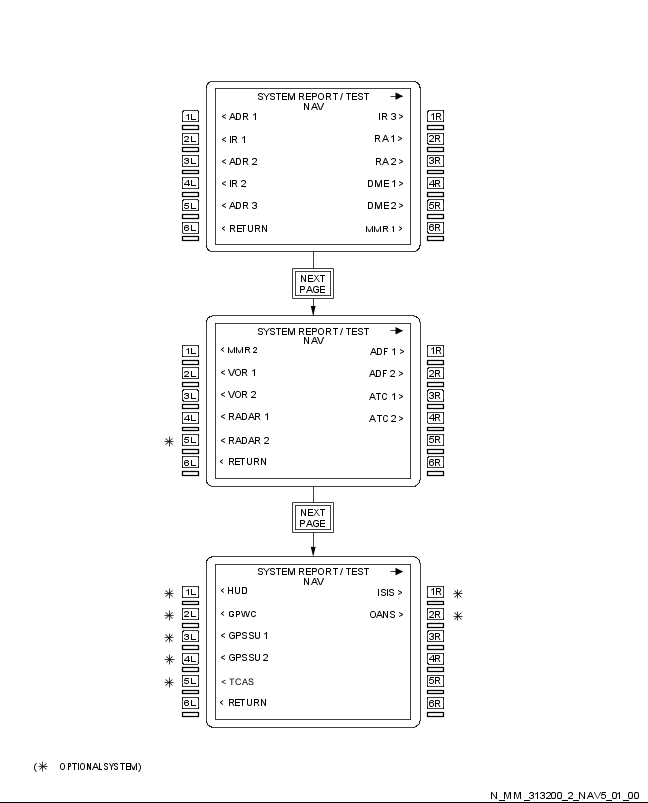 SYSTEM REPORT / TEST →
NAV
1L < ADR 1 IR 3 > 1R
2L < IR 1 RA 1 > 2R
3L < ADR 2 RA 2 > 3R
4L < IR 2 DME 1 > 4R
5L < ADR 3 DME 2 > 5R
6L < RETURN MMR 1 > 6R
NEXT
PAGE
SYSTEM REPORT / TEST →
NAV
1L < MMR 2 ADF 1 > 1R
2L < VOR 1 ADF 2 > 2R
3L < VOR 2 ATC 1 > 3R
4L < RADAR 1 ATC 2 > 4R
* 5L < RADAR 2 5R
6L < RETURN 6R
NEXT
PAGE
SYSTEM REPORT / TEST →
NAV
* 1L < HUD ISIS > 1R *
* 2L < GPWC OANS > 2R *
* 3L < GPSSU 1 3R
* 4L < GPSSU 2 4R
* 5L < TCAS 5R
6L < RETURN 6R
(* OPTIONAL SYSTEM)
N_MM_313200_2_NAV5_01_00